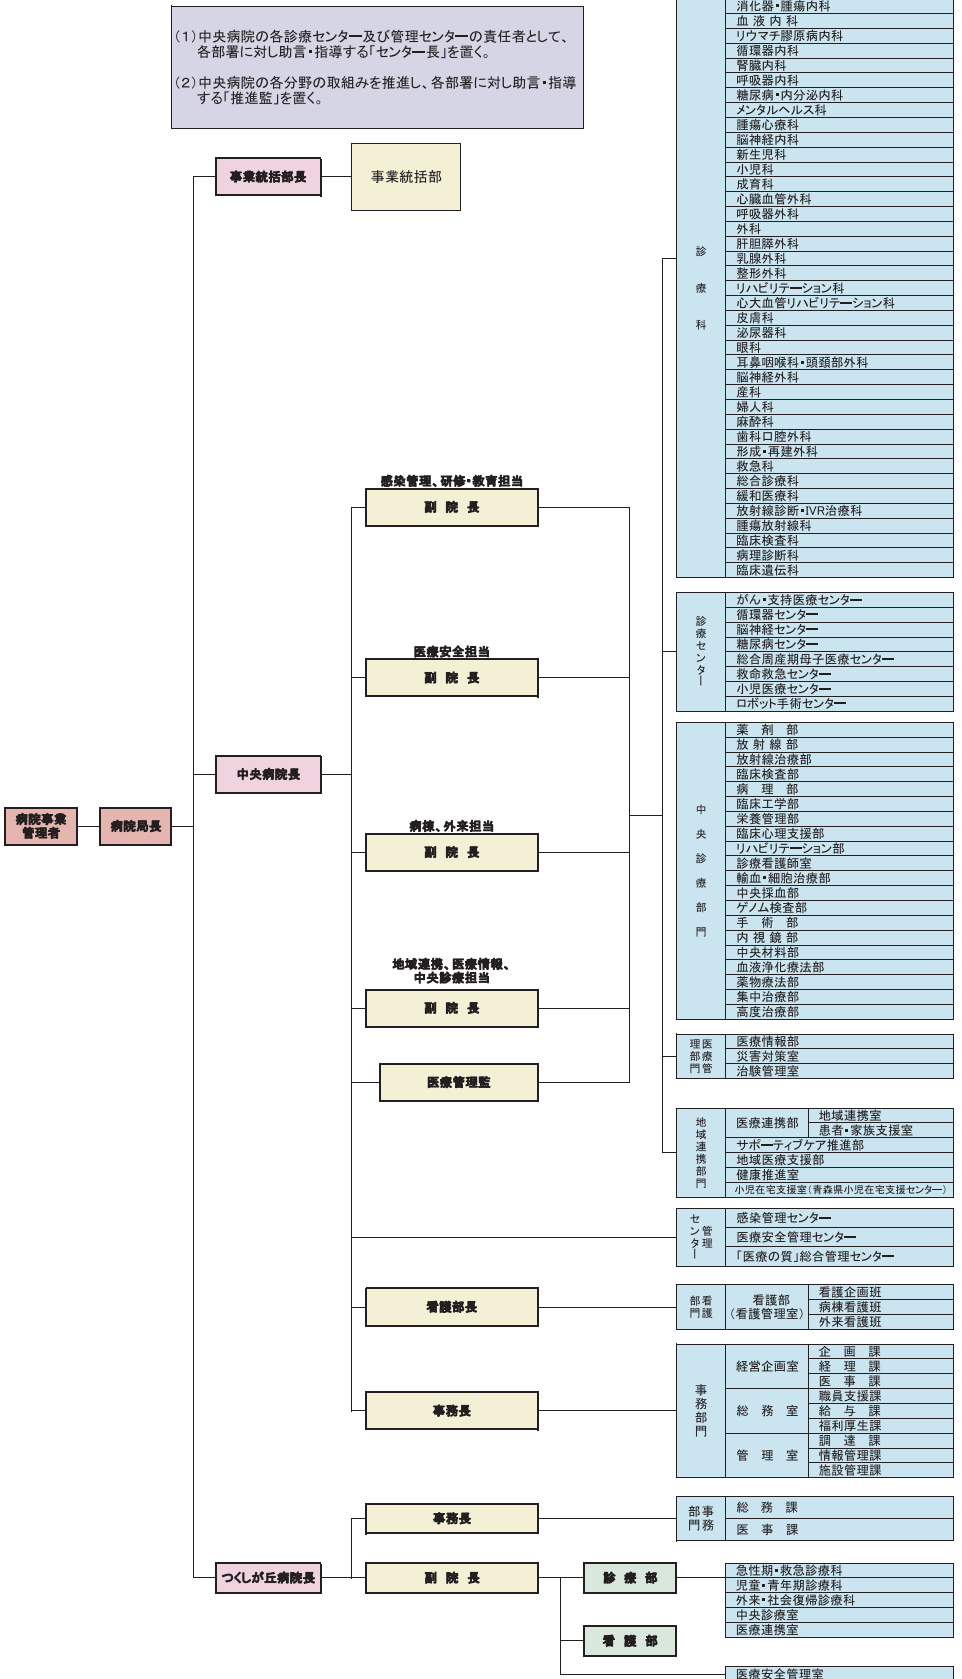 (1)中央病院の各診療センター及び管理センターの責任者として、
各部署に対し助言・指導する「センター長」を置く。
(2)中央病院の各分野の取組みを推進し、各部署に対し助言・指導
する「推進監」を置く。
病院事業
管理者
病院局長
事業統括部長
事業統括部
中央病院長
感染管理、研修・教育担当
副 院 長
医療安全担当
副 院 長
病棟、外来担当
副 院 長
地域連携、医療情報、
中央診療担当
副 院 長
医療管理監
診療科
消化器・腫瘍内科
血 液 内 科
リウマチ膠原病内科
循環器内科
腎臓内科
呼吸器内科
糖尿病・内分泌内科
メンタルヘルス科
腫瘍心療科
脳神経内科
新生児科
小児科
成育科
心臓血管外科
呼吸器外科
外科
肝胆膵外科
乳腺外科
整形外科
リハビリテーション科
心大血管リハビリテーション科
皮膚科
泌尿器科
眼科
耳鼻咽喉科・頭頚部外科
脳神経外科
産科
婦人科
麻酔科
歯科口腔外科
形成・再建外科
救急科
総合診療科
緩和医療科
放射線診断・IVR治療科
腫瘍放射線科
臨床検査科
病理診断科
臨床遺伝科
診療センター
がん・支持医療センター
循環器センター
脳神経センター
糖尿病センター
総合周産期母子医療センター
救命救急センター
小児医療センター
ロボット手術センター
中央診療部門
薬 剤 部
放 射 線 部
放射線治療部
臨床検査部
病 理 部
臨床工学部
栄養管理部
臨床心理支援部
リハビリテーション部
診療看護師室
輸血・細胞治療部
中央採血部
ゲノム検査部
手 術 部
内 視 鏡 部
中央材料部
血液浄化療法部
薬物療法部
集中治療部
高度治療部
医療管理部門
医療情報部
災害対策室
治験管理室
地域連携部門
医療連携部
地域連携室
患者・家族支援室
サポーティブケア推進部
地域医療支援部
健康推進室
小児在宅支援室(青森県小児在宅支援センター)
管理センター
感染管理センター
医療安全管理センター
「医療の質」総合管理センター
看護部長
看護部門
看護部
(看護管理室)
看護企画班
病棟看護班
外来看護班
事務長
事務部門
経営企画室
企 画 課
経 理 課
医 事 課
総 務 室
職員支援課
給 与 課
福利厚生課
管 理 室
調 達 課
情報管理課
施設管理課
つくしが丘病院長
事務長
事務部門
総 務 課
医 事 課
副 院 長
診 療 部
急性期・救急診療科
児童・青年期診療科
外来・社会復帰診療科
中央診療室
医療連携室
看 護 部
医療安全管理室